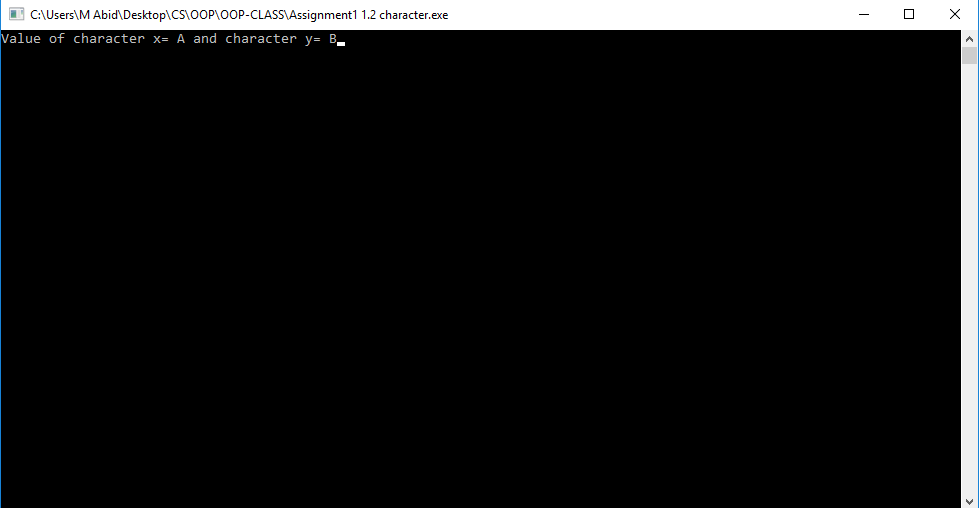 C:\Users\M Abid\Desktop\CS\OOP\OOP-CLASS\Assignment1 1.2 character.exe
Value of character x= A and character y= B